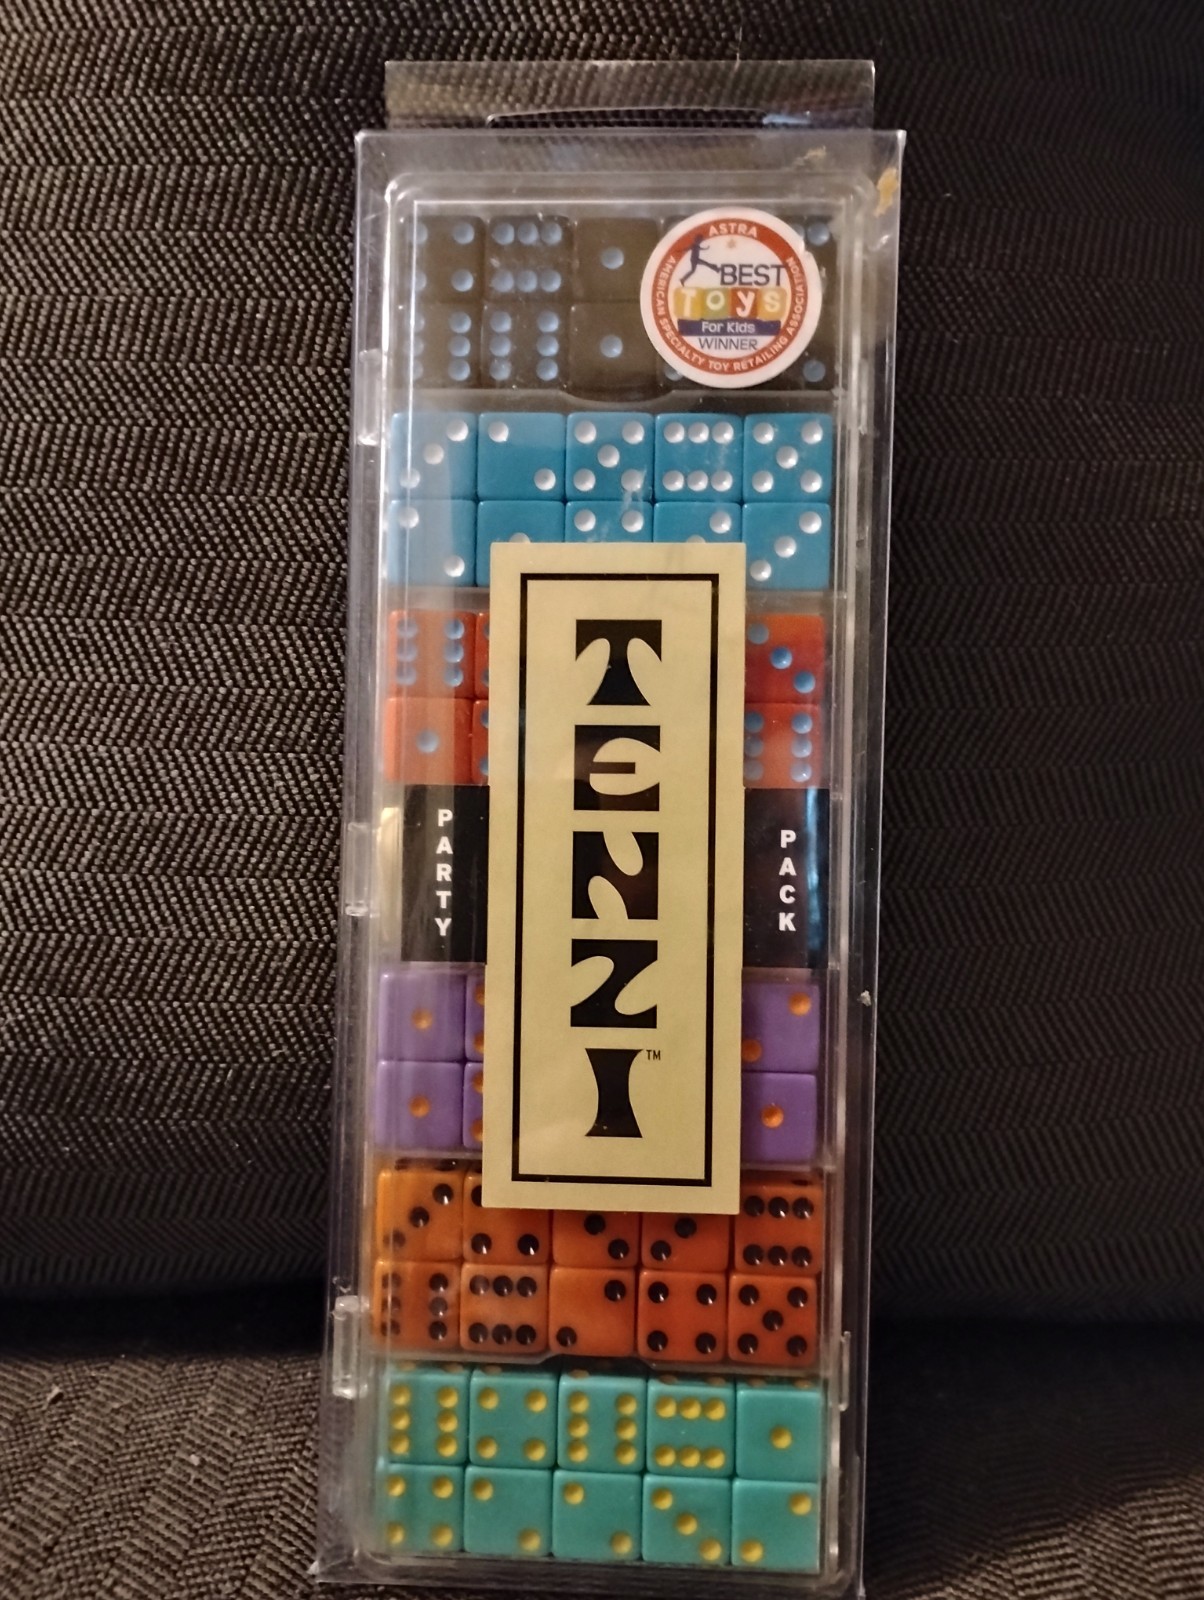 ASTRA
BEST
TOYS
For Kids
WINNER
AMERICAN SPECIALTY TOY RETAILING ASSOCIATION
TENZI™
PARTY
PACK